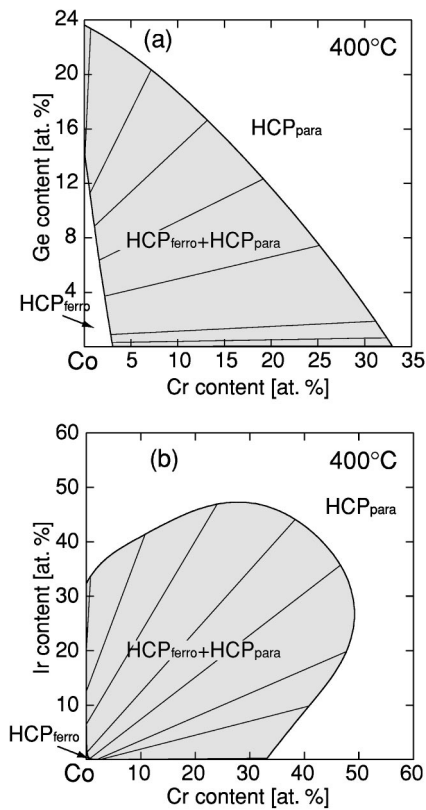 24
(a)
400°C
20
HCPpara
16
Ge content [at. %]
12
8
HCPferro+HCPpara
4
HCPferro
Co
5
10
15
20
25
30
35
Cr content [at. %]
60
(b)
400°C
50
HCPpara
40
Ir content [at. %]
30
20
HCPferro+HCPpara
10
HCPferro
Co
10
20
30
40
50
60
Cr content [at. %]